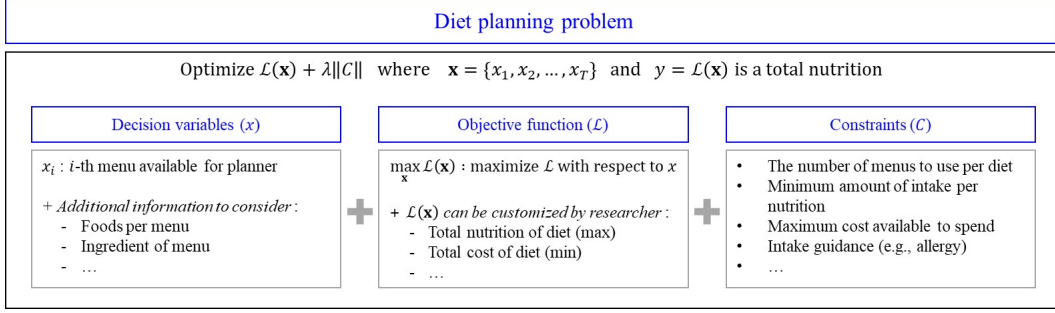 Diet planning problem
Optimize ℒ(𝐱) + λ‖C‖ where 𝐱 = {x₁, x₂, …, x_T} and y = ℒ(𝐱) is a total nutrition
Decision variables (x)
xᵢ : i-th menu available for planner
+ Additional information to consider :
- Foods per menu
- Ingredient of menu
- …
+
Objective function (ℒ)
max ℒ(𝐱) : maximize ℒ with respect to x
𝐱
+ ℒ(𝐱) can be customized by researcher :
- Total nutrition of diet (max)
- Total cost of diet (min)
- …
+
Constraints (C)
• The number of menus to use per diet
• Minimum amount of intake per
nutrition
• Maximum cost available to spend
• Intake guidance (e.g., allergy)
• …